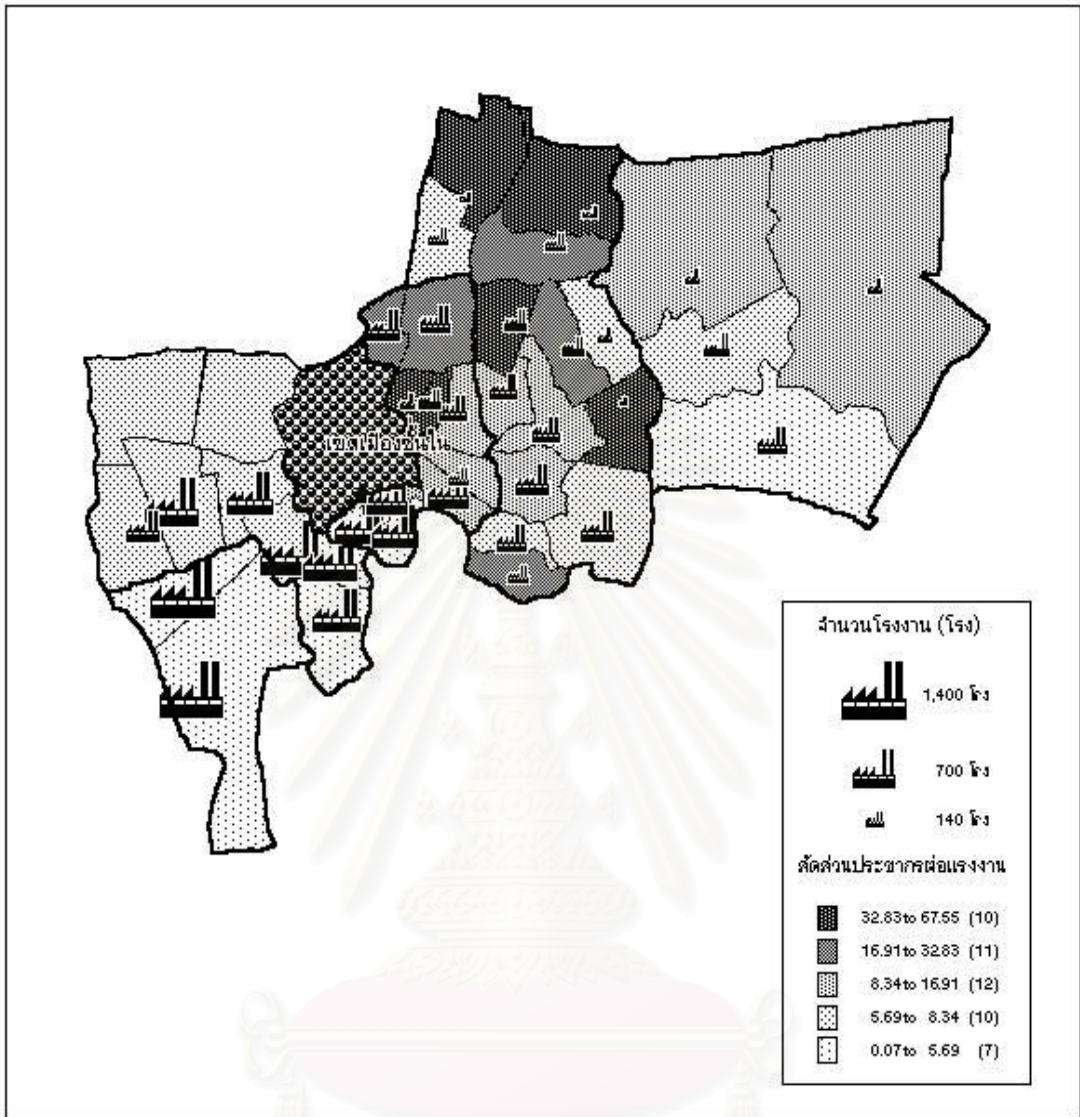 เขตเมืองชั้นใน
จำนวนโรงงาน (โรง)
1,400 โรง
700 โรง
140 โรง
สัดส่วนประชากรต่อแรงงาน
32.83 to 67.55 (10)
16.91 to 32.83 (11)
8.34 to 16.91 (12)
5.69 to 8.34 (10)
0.07 to 5.69 (7)